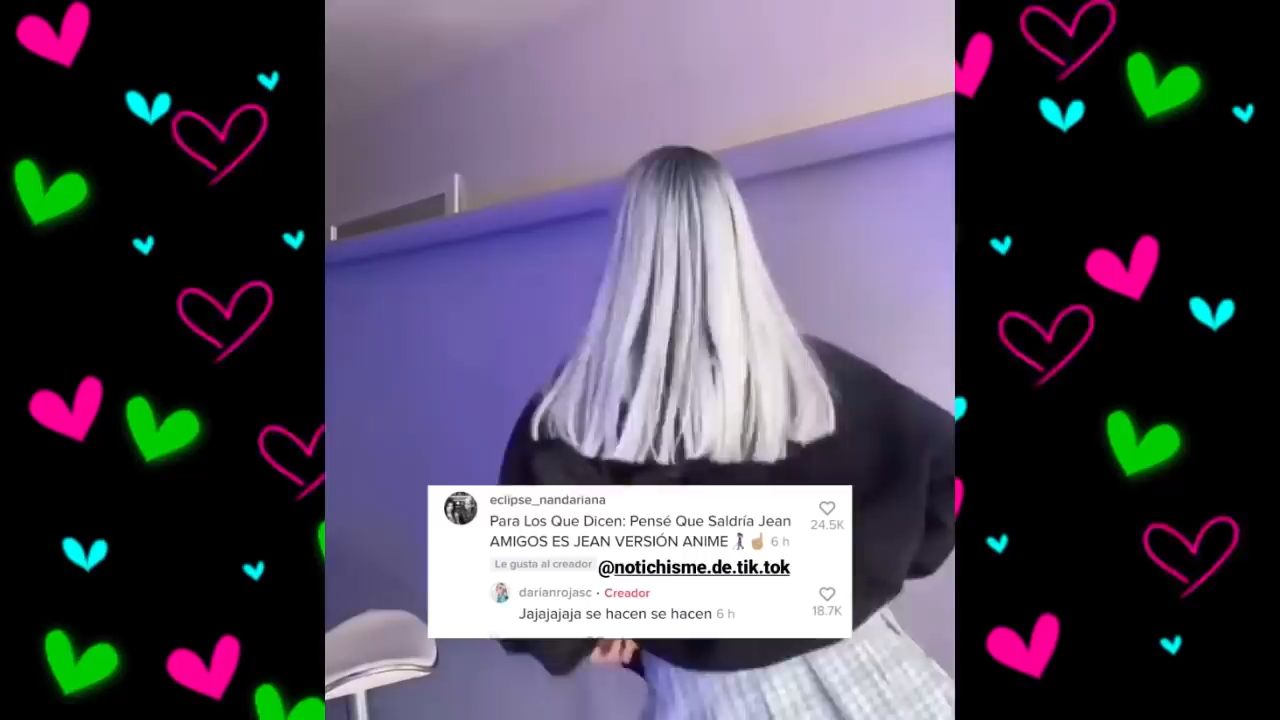 eclipse_nandariana
Para Los Que Dicen: Pensé Que Saldría Jean
AMIGOS ES JEAN VERSIÓN ANIME 🚶🏻‍♀️☝🏼 6 h
24.5K
Le gusta al creador
@notichisme.de.tik.tok
darianrojasc · Creador
Jajajajaja se hacen se hacen 6 h
18.7K